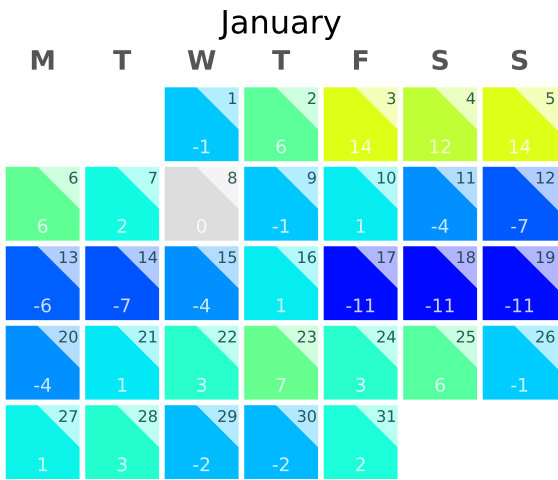 January
M T W T F S S
1 2 3 4 5
-1 6 14 12 14
6 7 8 9 10 11 12
6 2 0 -1 1 -4 -7
13 14 15 16 17 18 19
-6 -7 -4 1 -11 -11 -11
20 21 22 23 24 25 26
-4 1 3 7 3 6 -1
27 28 29 30 31
1 3 -2 -2 2